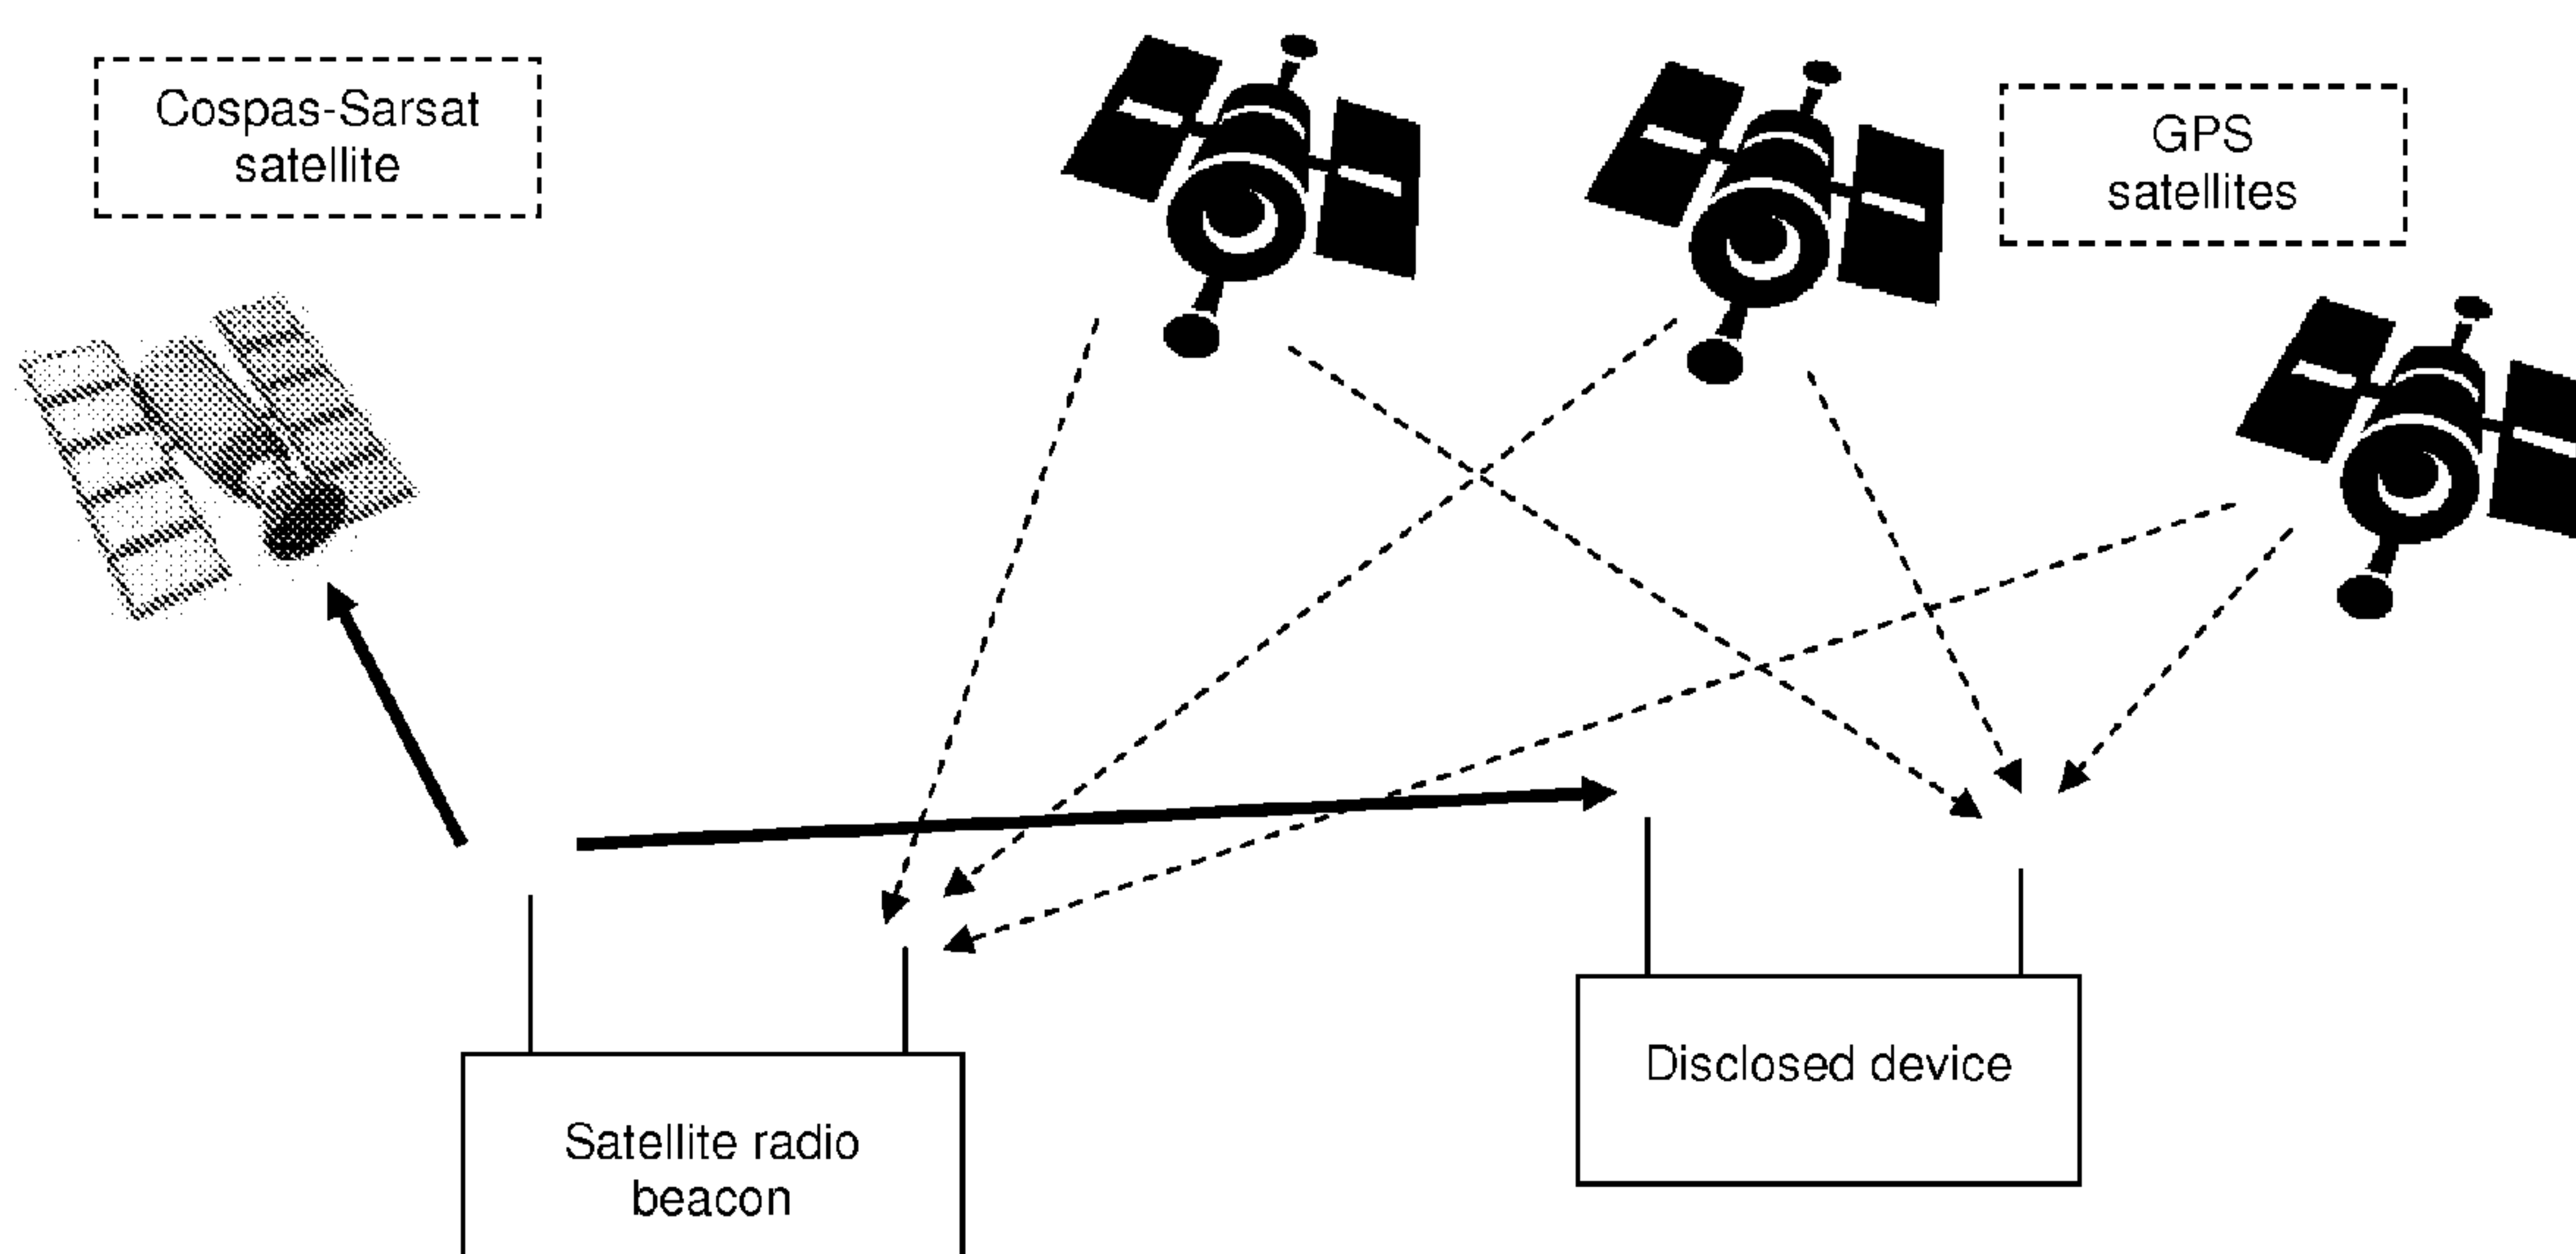 Cospas-Sarsat
satellite
GPS
satellites
Disclosed device
Satellite radio
beacon